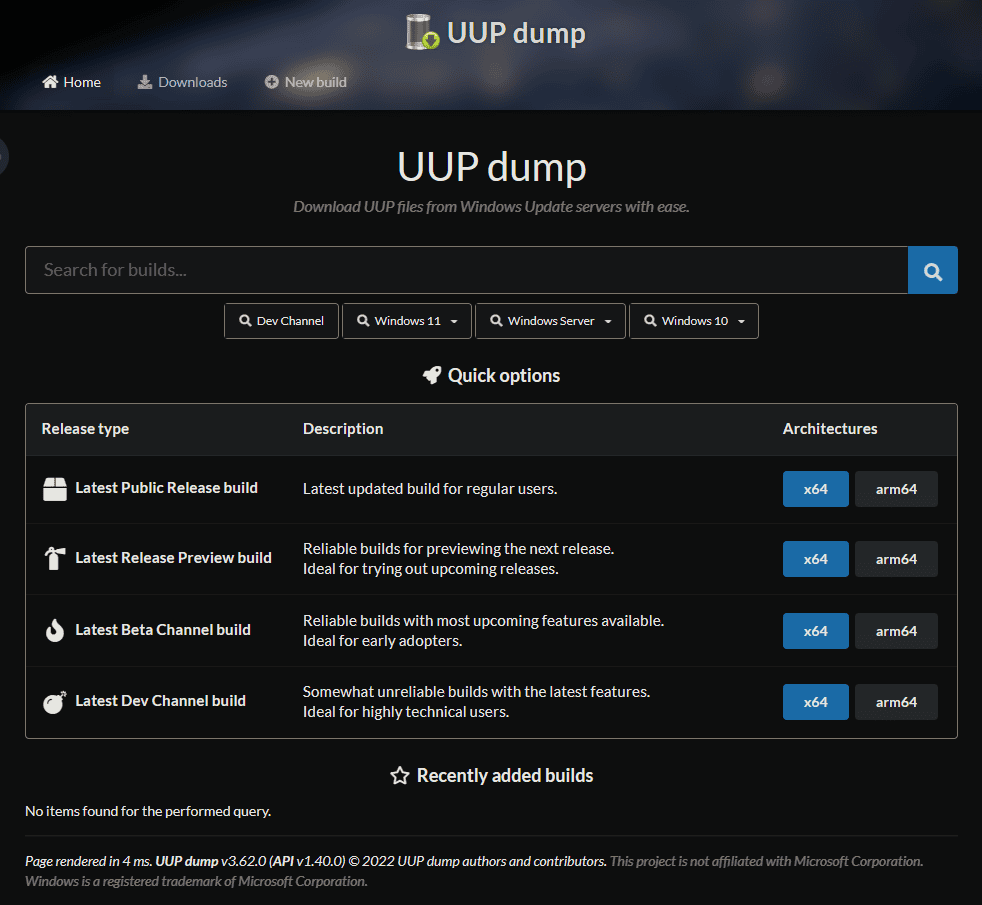 UUP dump
Home Downloads New build
UUP dump
Download UUP files from Windows Update servers with ease.
Search for builds...
Dev Channel Windows 11 Windows Server Windows 10
Quick options
Release type Description Architectures
Latest Public Release build Latest updated build for regular users. x64 arm64
Latest Release Preview build Reliable builds for previewing the next release.
Ideal for trying out upcoming releases. x64 arm64
Latest Beta Channel build Reliable builds with most upcoming features available.
Ideal for early adopters. x64 arm64
Latest Dev Channel build Somewhat unreliable builds with the latest features.
Ideal for highly technical users. x64 arm64
Recently added builds
No items found for the performed query.
Page rendered in 4 ms. UUP dump v3.62.0 (API v1.40.0) © 2022 UUP dump authors and contributors. This project is not affiliated with Microsoft Corporation.
Windows is a registered trademark of Microsoft Corporation.